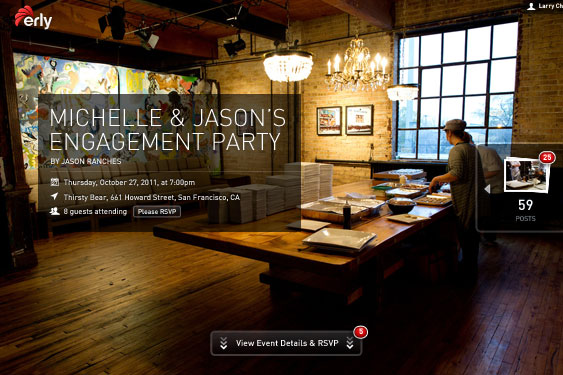 erly
Larry Ch
MICHELLE & JASON'S
ENGAGEMENT PARTY
BY JASON RANCHES
Thursday, October 27, 2011, at 7:00pm
Thirsty Bear, 661 Howard Street, San Francisco, CA
8 guests attending Please RSVP
25
59
POSTS
View Event Details & RSVP
5